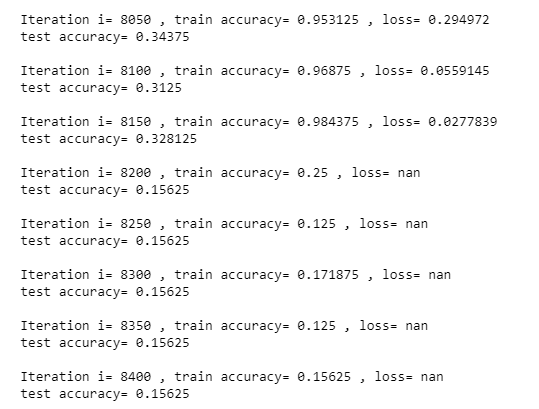 Iteration i= 8050 , train accuracy= 0.953125 , loss= 0.294972
test accuracy= 0.34375
Iteration i= 8100 , train accuracy= 0.96875 , loss= 0.0559145
test accuracy= 0.3125
Iteration i= 8150 , train accuracy= 0.984375 , loss= 0.0277839
test accuracy= 0.328125
Iteration i= 8200 , train accuracy= 0.25 , loss= nan
test accuracy= 0.15625
Iteration i= 8250 , train accuracy= 0.125 , loss= nan
test accuracy= 0.15625
Iteration i= 8300 , train accuracy= 0.171875 , loss= nan
test accuracy= 0.15625
Iteration i= 8350 , train accuracy= 0.125 , loss= nan
test accuracy= 0.15625
Iteration i= 8400 , train accuracy= 0.15625 , loss= nan
test accuracy= 0.15625